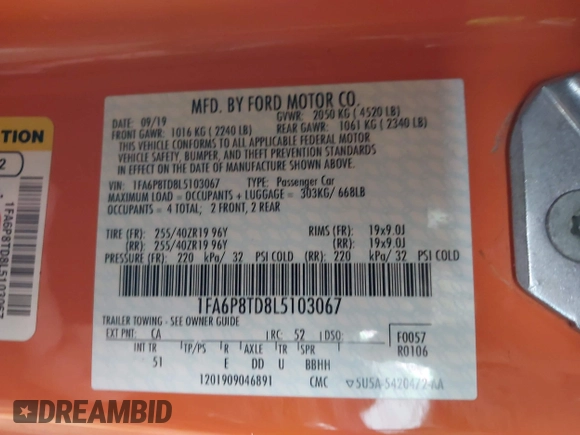 MFD. BY FORD MOTOR CO.
DATE: 09/19
GVWR: 2050 KG ( 4520 LB)
FRONT GAWR: 1016 KG ( 2240 LB)
REAR GAWR: 1061 KG ( 2340 LB)
THIS VEHICLE CONFORMS TO ALL APPLICABLE FEDERAL MOTOR
VEHICLE SAFETY, BUMPER, AND THEFT PREVENTION STANDARDS
IN EFFECT ON THE DATE OF MANUFACTURE SHOWN ABOVE.
VIN: 1FA6P8TD8L5103067
TYPE: Passenger Car
MAXIMUM LOAD = OCCUPANTS + LUGGAGE = 303KG/ 668LB
OCCUPANTS = 4 TOTAL; 2 FRONT, 2 REAR
TIRE (FR): 255/40ZR19 96Y RIMS (FR): 19x9.0J
(RR): 255/40ZR19 96Y (RR): 19x9.0J
PRESSURE (FR): 220 kPa/ 32 PSI COLD (RR): 220 kPa/ 32 PSI COLD
1FA6P8TD8L5103067
TRAILER TOWING - SEE OWNER GUIDE
EXT PNT: CA RC: 52 DSO:
F0057
R0106
INT TR TP/PS R AXLE TR SPR
51 E DD U BBHH
1201909046891 CMC
TION
2
1FA6P8TD8L5103067
DREAMBID